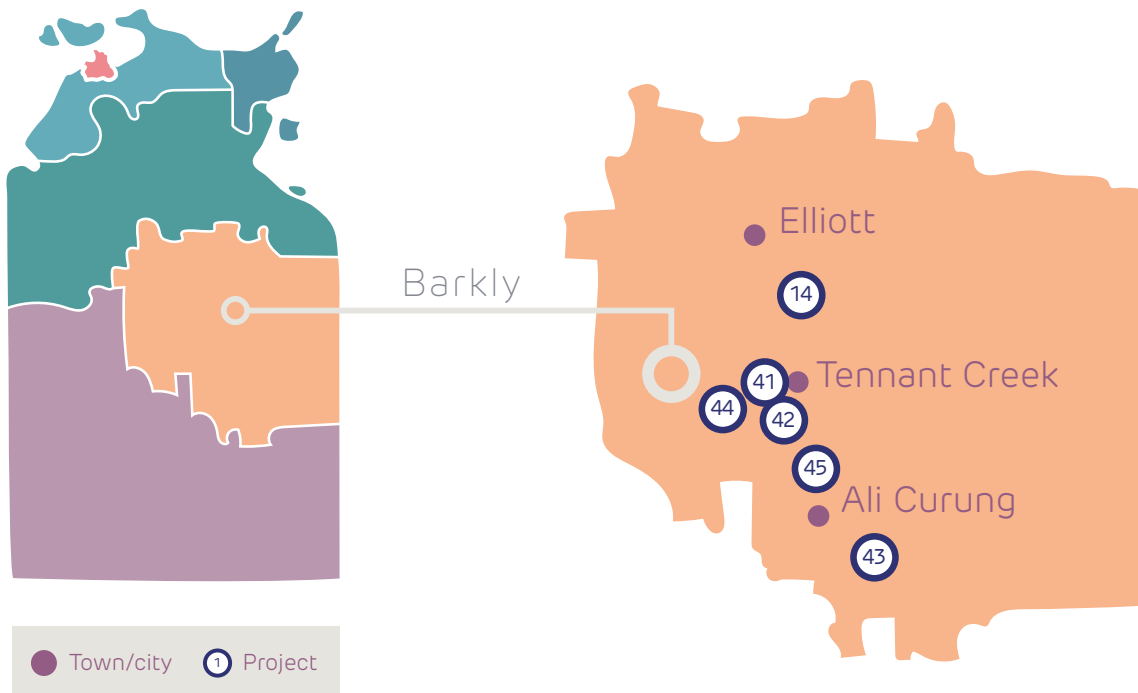 Barkly
Elliott
14
Tennant Creek
41
44
42
45
Ali Curung
43
Town/city
1 Project